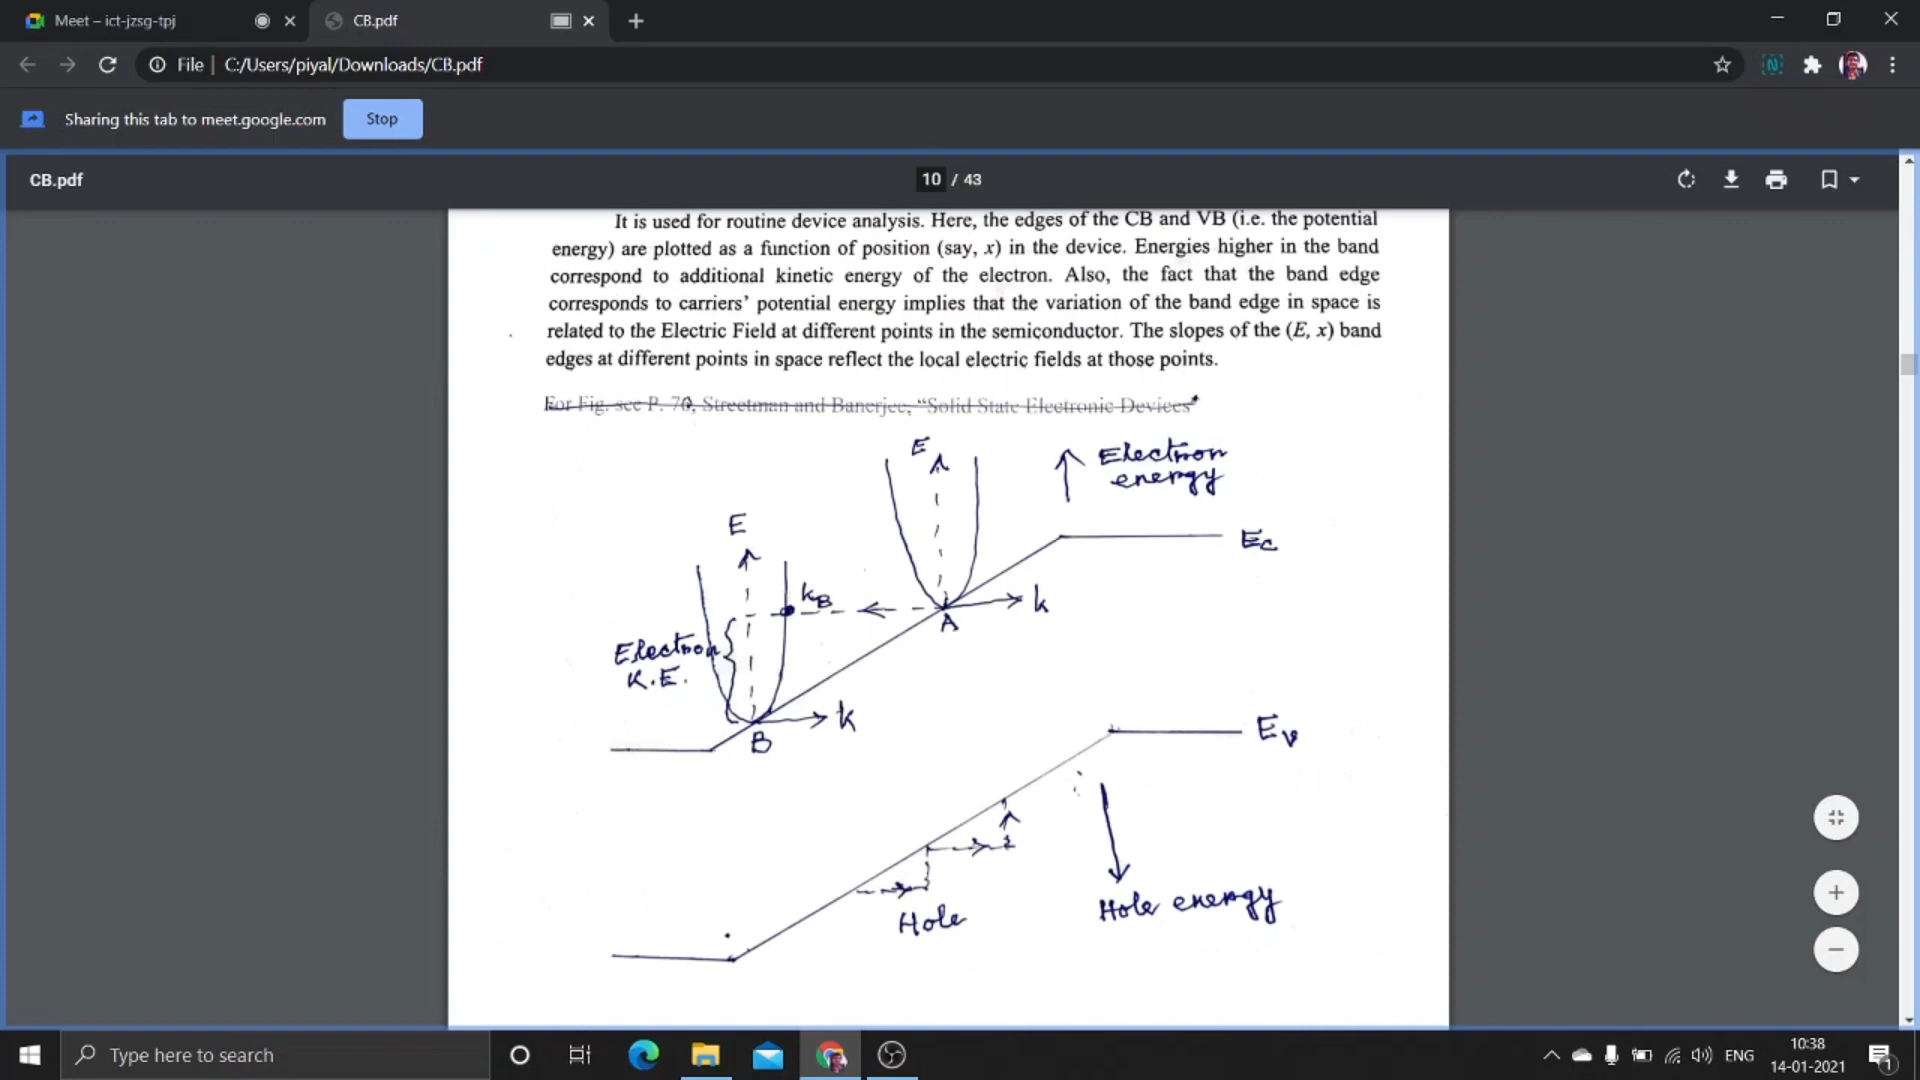 Meet – ict-jzsg-tpj
CB.pdf
File | C:/Users/piyal/Downloads/CB.pdf
Sharing this tab to meet.google.com
Stop
CB.pdf
10 / 43
It is used for routine device analysis. Here, the edges of the CB and VB (i.e. the potential
energy) are plotted as a function of position (say, x) in the device. Energies higher in the band
correspond to additional kinetic energy of the electron. Also, the fact that the band edge
corresponds to carriers' potential energy implies that the variation of the band edge in space is
related to the Electric Field at different points in the semiconductor. The slopes of the (E, x) band
edges at different points in space reflect the local electric fields at those points.
For Fig. see P. 70, Streetman and Banerjee, "Solid State Electronic Devices"
E
Electron
energy
E
Ec
kB
k
A
Electron
K.E.
k
B
Ev
Hole
Hole energy
Type here to search
ENG
10:38
14-01-2021
1